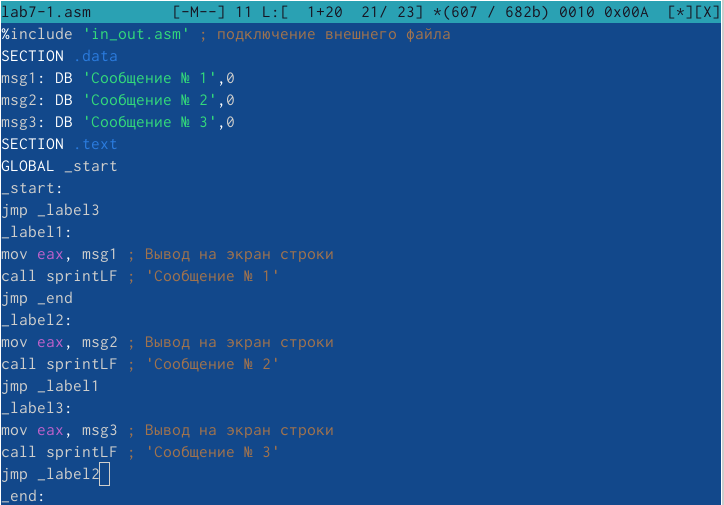 lab7-1.asm [-M--] 11 L:[ 1+20 21/ 23] *(607 / 682b) 0010 0x00A [*][X]
%include 'in_out.asm' ; подключение внешнего файла
SECTION .data
msg1: DB 'Сообщение № 1',0
msg2: DB 'Сообщение № 2',0
msg3: DB 'Сообщение № 3',0
SECTION .text
GLOBAL _start
_start:
jmp _label3
_label1:
mov eax, msg1 ; Вывод на экран строки
call sprintLF ; 'Сообщение № 1'
jmp _end
_label2:
mov eax, msg2 ; Вывод на экран строки
call sprintLF ; 'Сообщение № 2'
jmp _label1
_label3:
mov eax, msg3 ; Вывод на экран строки
call sprintLF ; 'Сообщение № 3'
jmp _label2
_end: